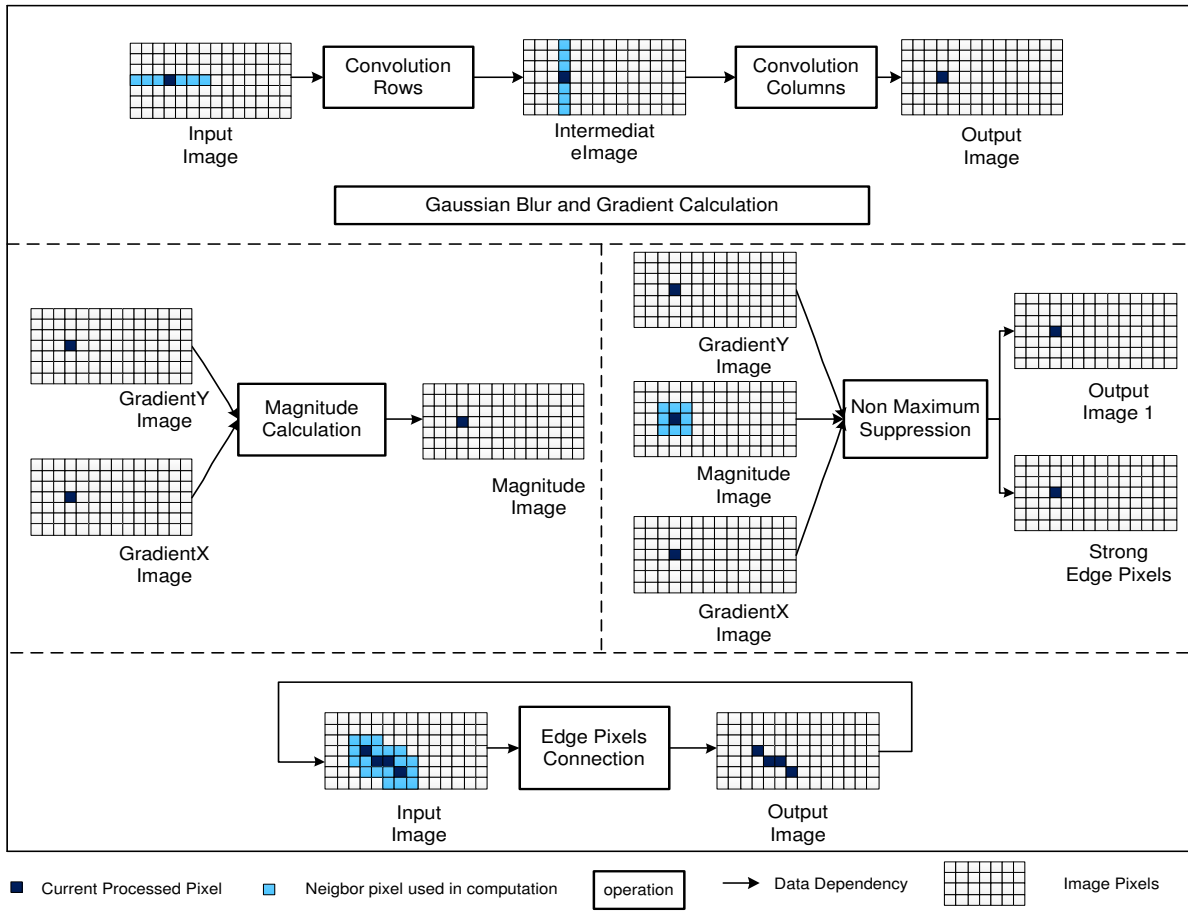 Convolution
Rows
Convolution
Columns
Input
Image
Intermediat
eImage
Output
Image
Gaussian Blur and Gradient Calculation
GradientY
Image
Magnitude
Calculation
GradientX
Image
Magnitude
Image
GradientY
Image
Magnitude
Image
GradientX
Image
Non Maximum
Suppression
Output
Image 1
Strong
Edge Pixels
Edge Pixels
Connection
Input
Image
Output
Image
Current Processed Pixel
Neigbor pixel used in computation
operation
Data Dependency
Image Pixels